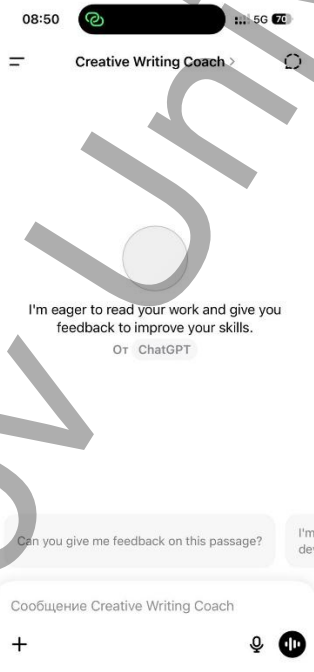 08:50
5G 70
Creative Writing Coach >
I'm eager to read your work and give you
feedback to improve your skills.
От ChatGPT
Can you give me feedback on this passage?
I'm
Сообщение Creative Writing Coach